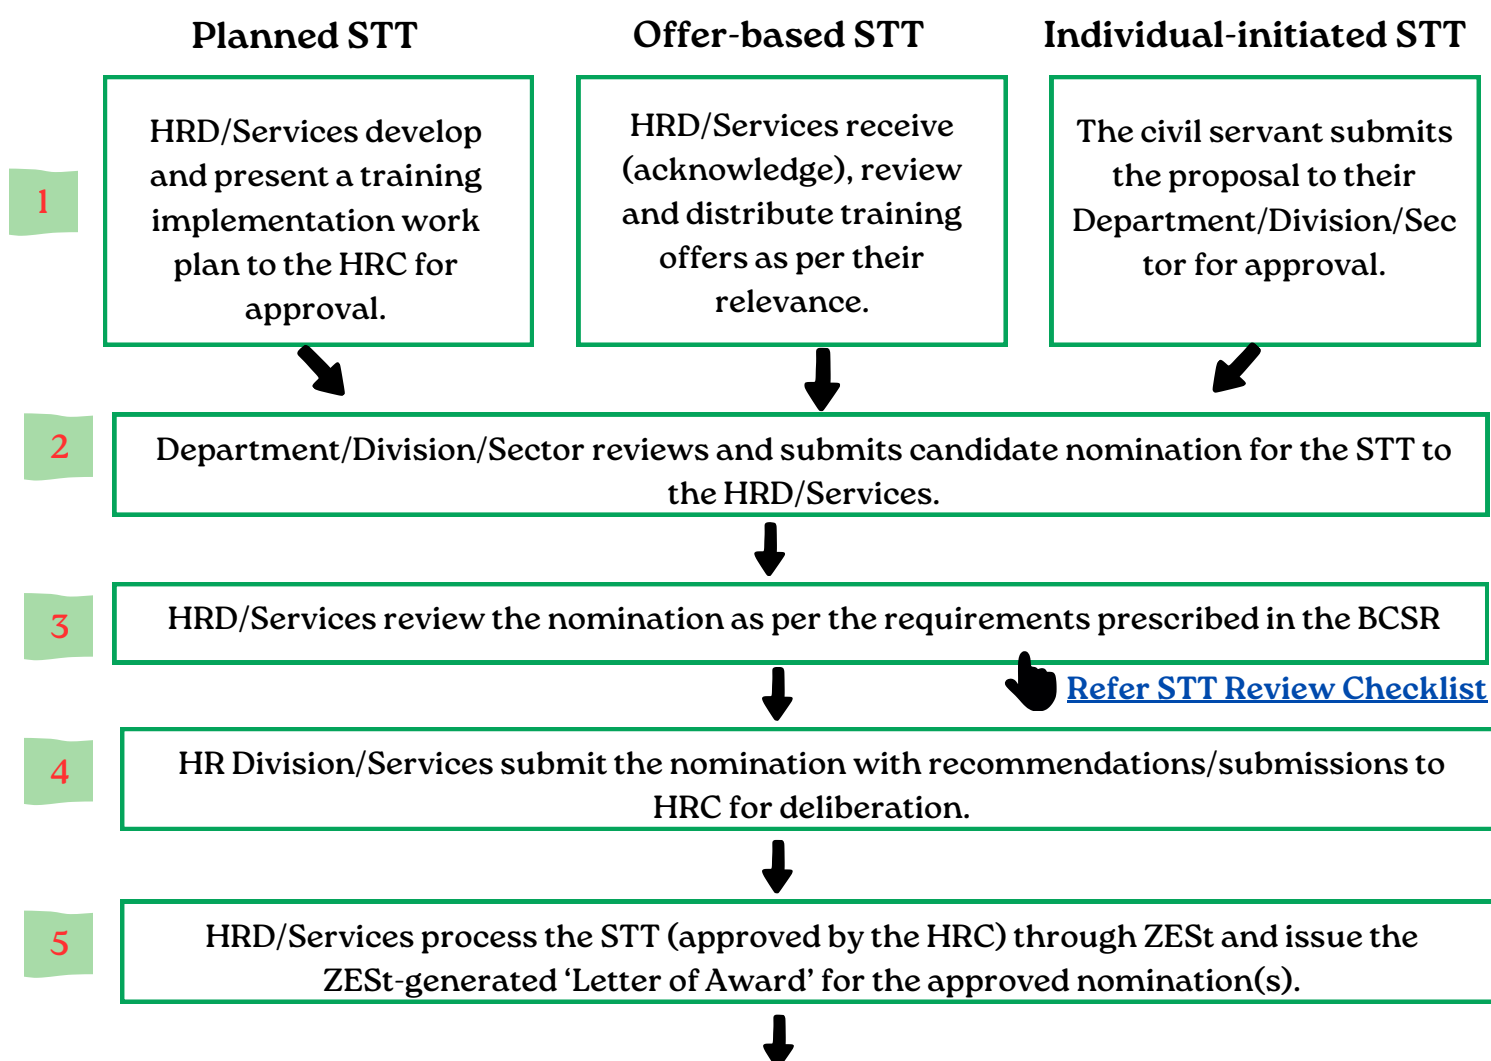 Planned STT
Offer-based STT
Individual-initiated STT
1
HRD/Services develop
and present a training
implementation work
plan to the HRC for
approval.
HRD/Services receive
(acknowledge), review
and distribute training
offers as per their
relevance.
The civil servant submits
the proposal to their
Department/Division/Sec
tor for approval.
2
Department/Division/Sector reviews and submits candidate nomination for the STT to
the HRD/Services.
3
HRD/Services review the nomination as per the requirements prescribed in the BCSR
Refer STT Review Checklist
4
HR Division/Services submit the nomination with recommendations/submissions to
HRC for deliberation.
5
HRD/Services process the STT (approved by the HRC) through ZESt and issue the
ZESt-generated ‘Letter of Award’ for the approved nomination(s).